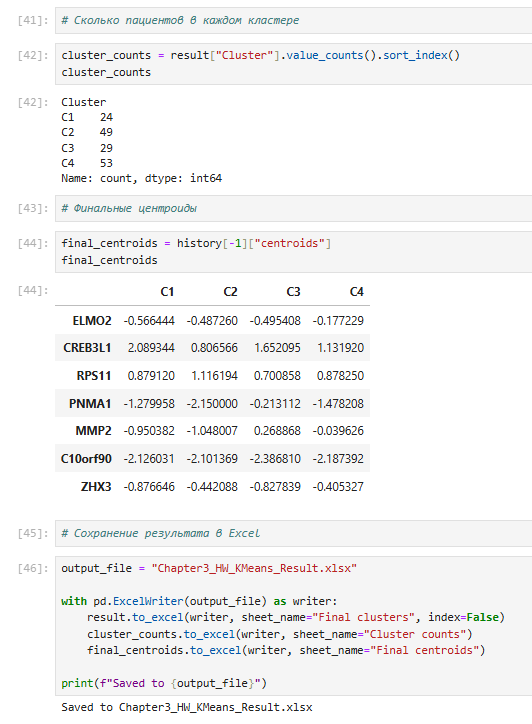 [41]: # Сколько пациентов в каждом кластере
[42]: cluster_counts = result["Cluster"].value_counts().sort_index()
cluster_counts
[42]: Cluster
C1    24
C2    49
C3    29
C4    53
Name: count, dtype: int64
[43]: # Финальные центроиды
[44]: final_centroids = history[-1]["centroids"]
final_centroids
[44]: C1 C2 C3 C4
ELMO2 -0.566444 -0.487260 -0.495408 -0.177229
CREB3L1 2.089344 0.806566 1.652095 1.131920
RPS11 0.879120 1.116194 0.700858 0.878250
PNMA1 -1.279958 -2.150000 -0.213112 -1.478208
MMP2 -0.950382 -1.048007 0.268868 -0.039626
C10orf90 -2.126031 -2.101369 -2.386810 -2.187392
ZHX3 -0.876646 -0.442088 -0.827839 -0.405327
[45]: # Сохранение результата в Excel
[46]: output_file = "Chapter3_HW_KMeans_Result.xlsx"
with pd.ExcelWriter(output_file) as writer:
    result.to_excel(writer, sheet_name="Final clusters", index=False)
    cluster_counts.to_excel(writer, sheet_name="Cluster counts")
    final_centroids.to_excel(writer, sheet_name="Final centroids")
print(f"Saved to {output_file}")
Saved to Chapter3_HW_KMeans_Result.xlsx